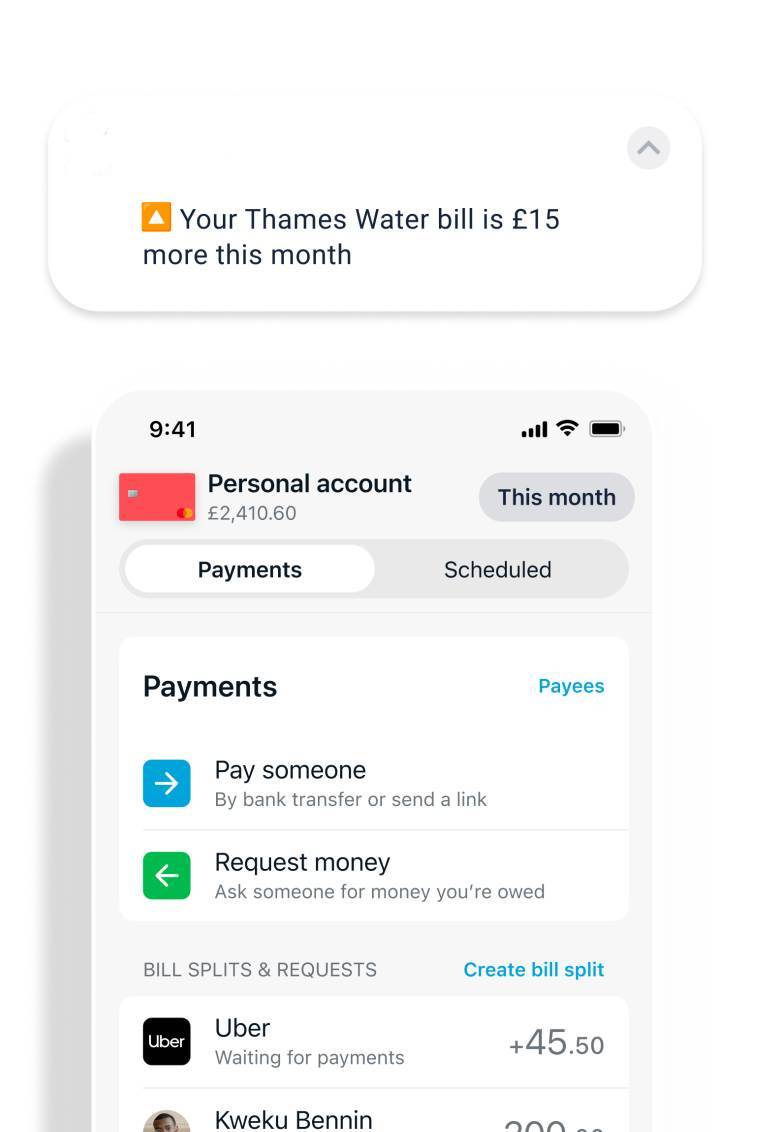 🔼 Your Thames Water bill is £15
more this month
9:41
Personal account
£2,410.60
This month
Payments
Scheduled
Payments
Payees
Pay someone
By bank transfer or send a link
Request money
Ask someone for money you’re owed
BILL SPLITS & REQUESTS
Create bill split
Uber
Uber
Waiting for payments
+45.50
Kweku Bennin